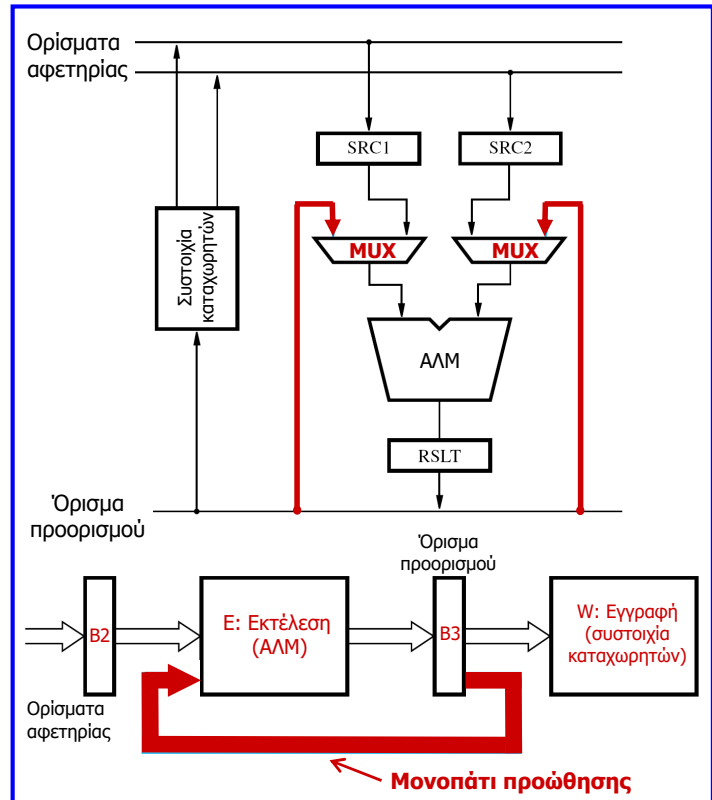 Ορίσματα
αφετηρίας
SRC1
SRC2
MUX
MUX
Συστοιχία
καταχωρητών
ΑΛΜ
RSLT
Όρισμα
προορισμού
Όρισμα
προορισμού
B2
Ε: Εκτέλεση
(ΑΛΜ)
B3
W: Εγγραφή
(συστοιχία
καταχωρητών)
Ορίσματα
αφετηρίας
Μονοπάτι προώθησης